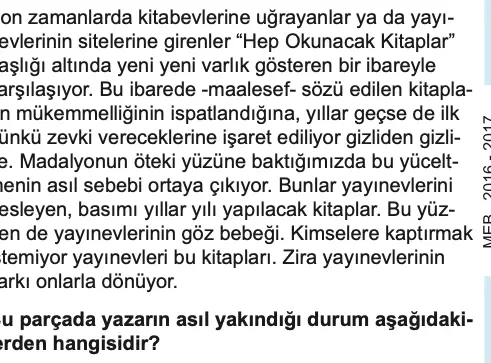 on zamanlarda kitabevlerine uğrayanlar ya da yayı-
evlerinin sitelerine girenler “Hep Okunacak Kitaplar”
aşlığı altında yeni yeni varlık gösteren bir ibareyle
arşılaşıyor. Bu ibarede -maalesef- sözü edilen kitapla-
n mükemmelliğinin ispatlandığına, yıllar geçse de ilk
ünkü zevki vereceklerine işaret ediliyor gizliden gizli-
e. Madalyonun öteki yüzüne baktığımızda bu yücelt-
nenin asıl sebebi ortaya çıkıyor. Bunlar yayınevlerini
esleyen, basımı yıllar yılı yapılacak kitaplar. Bu yüz-
en de yayınevlerinin göz bebeği. Kimselere kaptırmak
temiyor yayınevleri bu kitapları. Zira yayınevlerinin
arkı onlarla dönüyor.
u parçada yazarın asıl yakındığı durum aşağıdaki-
erden hangisidir?
MEB 2016 - 2017